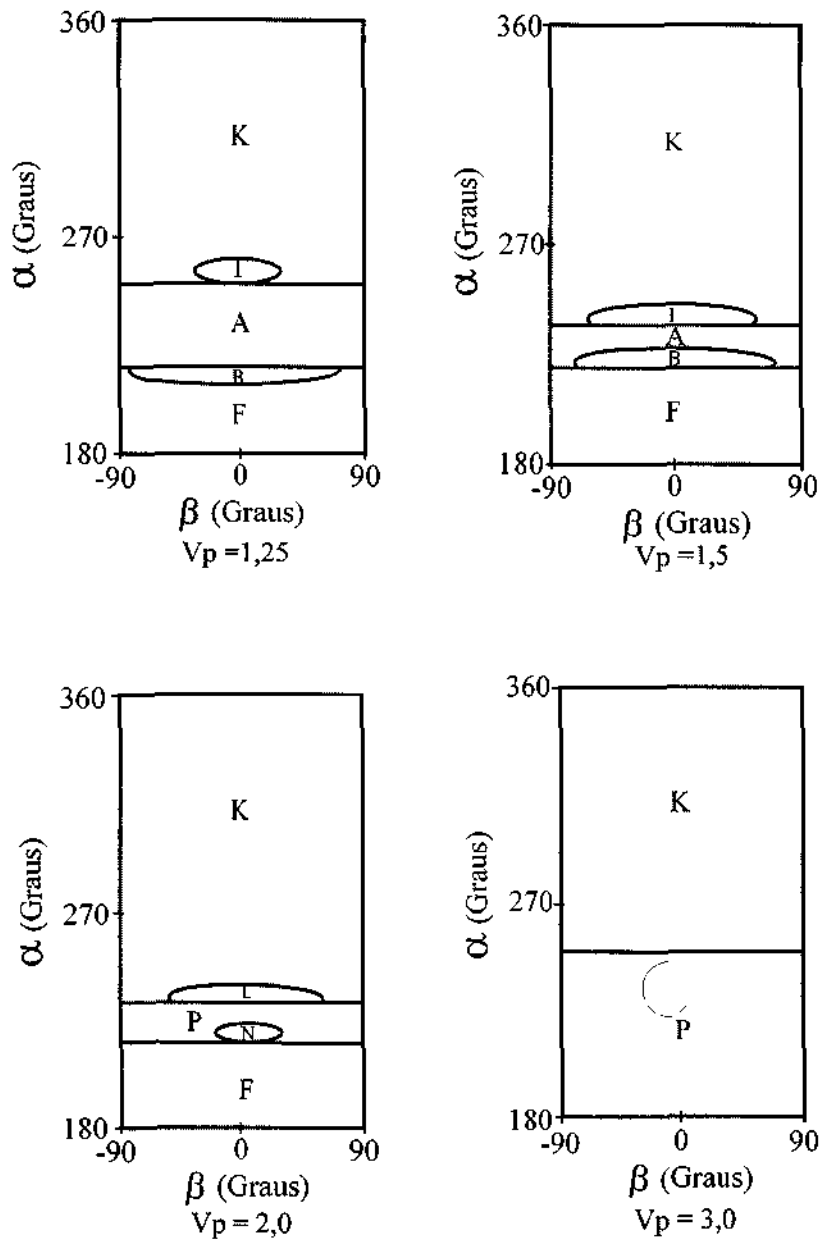 360
K
α (Graus)
270
I
A
B
F
180
-90
0
90
β (Graus)
Vp =1,25
360
K
α (Graus)
270
I
A
B
F
180
-90
0
90
β (Graus)
Vp =1,5
360
K
α (Graus)
270
L
P
N
F
180
-90
0
90
β (Graus)
Vp = 2,0
360
K
α (Graus)
270
P
180
-90
0
90
β (Graus)
Vp = 3,0